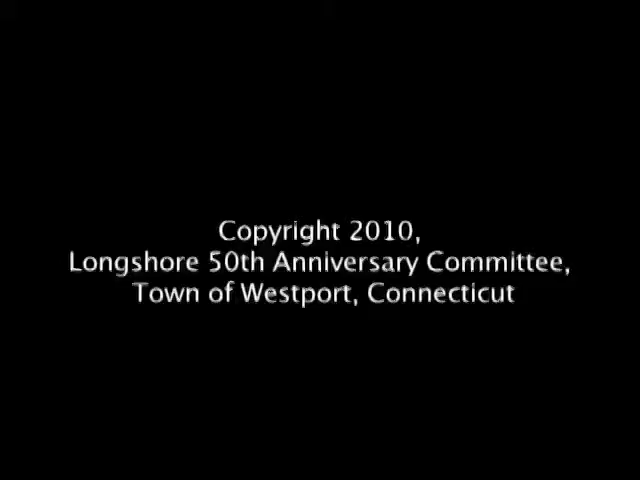 Copyright 2010,
Longshore 50th Anniversary Committee,
Town of Westport, Connecticut